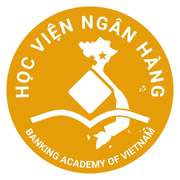 HỌC VIỆN NGÂN HÀNG
BANKING ACADEMY OF VIETNAM